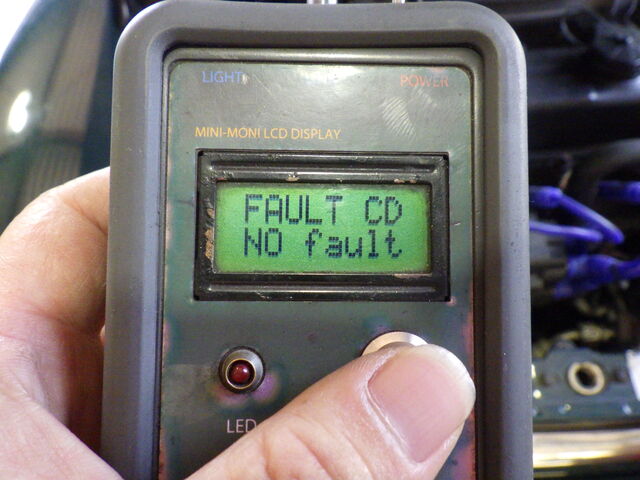 LIGHT
POWER
MINI-MONI LCD DISPLAY
FAULT CD
NO fault
LED